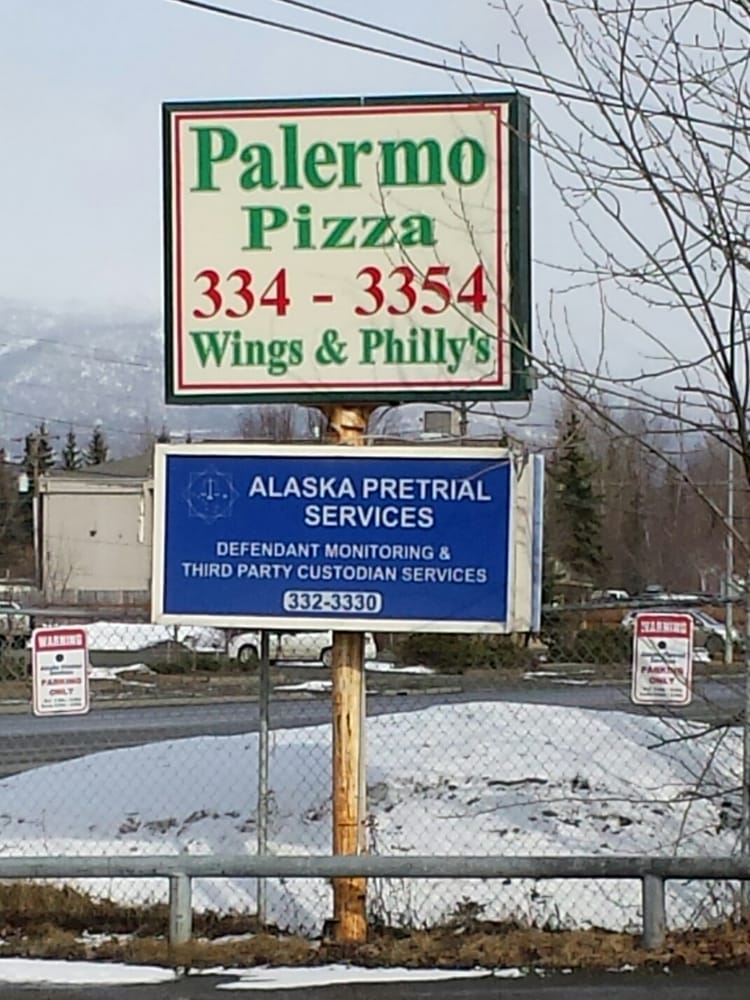 Palermo
Pizza
334 - 3354
Wings & Philly's
ALASKA PRETRIAL
SERVICES
DEFENDANT MONITORING &
THIRD PARTY CUSTODIAN SERVICES
332-3330
WARNING
PARKING
ONLY
WARNING
PARKING
ONLY